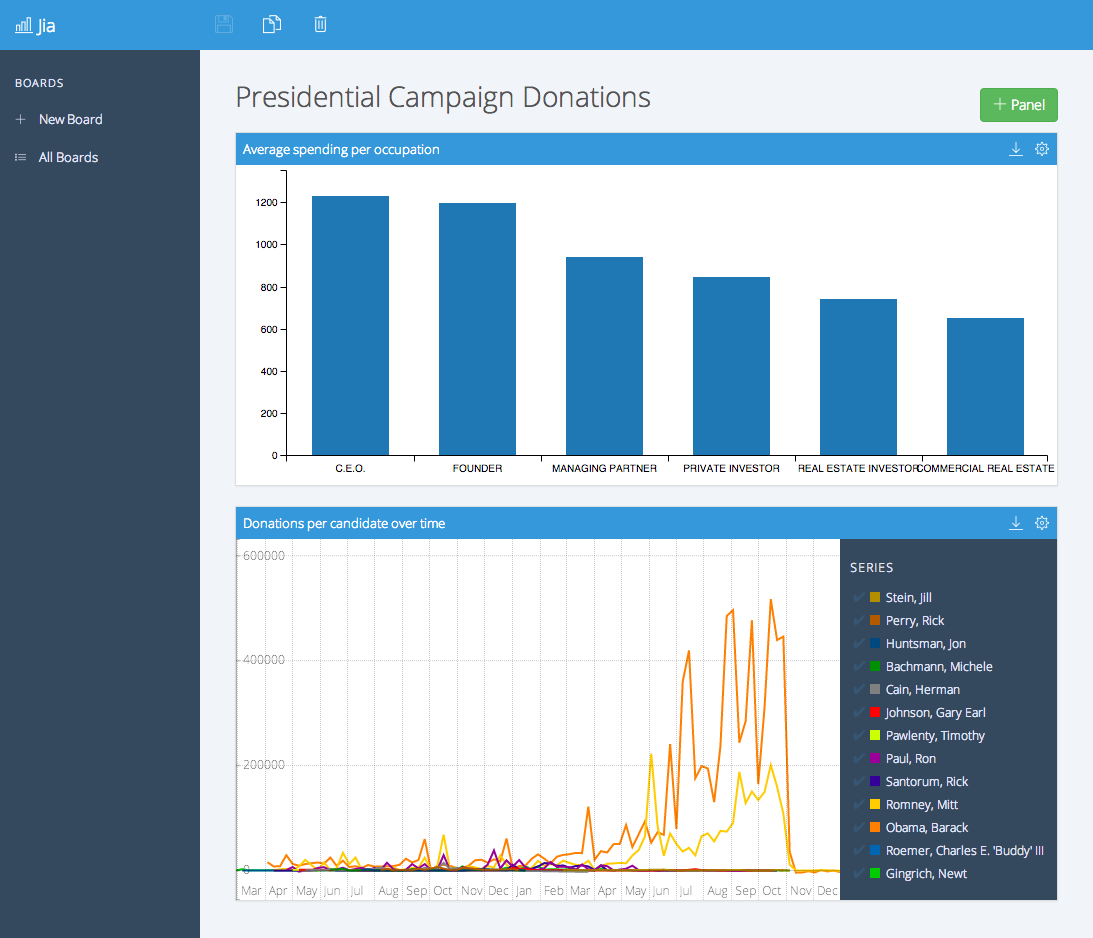 Jia
BOARDS
New Board
All Boards
Presidential Campaign Donations
+ Panel
Average spending per occupation
1200
1000
800
600
400
200
0
C.E.O. FOUNDER MANAGING PARTNER PRIVATE INVESTOR REAL ESTATE INVESTOR COMMERCIAL REAL ESTATE
Donations per candidate over time
600000
400000
200000
0
Mar Apr May Jun Jul Aug Sep Oct Nov Dec Jan Feb Mar Apr May Jun Jul Aug Sep Oct Nov Dec
SERIES
Stein, Jill
Perry, Rick
Huntsman, Jon
Bachmann, Michele
Cain, Herman
Johnson, Gary Earl
Pawlenty, Timothy
Paul, Ron
Santorum, Rick
Romney, Mitt
Obama, Barack
Roemer, Charles E. 'Buddy' III
Gingrich, Newt